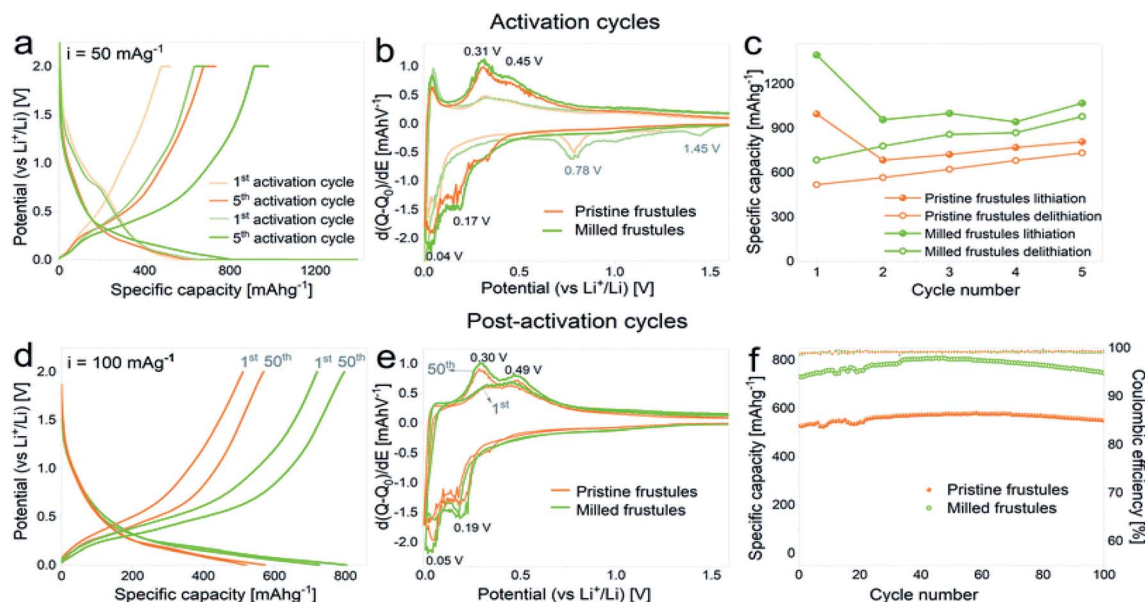 Activation cycles
a
i = 50 mAg⁻¹
Potential (vs Li⁺/Li) [V]
2.0
1.5
1.0
0.5
0.0
1ˢᵗ activation cycle
5ᵗʰ activation cycle
1ˢᵗ activation cycle
5ᵗʰ activation cycle
0 400 800 1200
Specific capacity [mAhg⁻¹]
b
d(Q-Q₀)/dE [mAhV⁻¹]
1.0
0.5
0.0
-0.5
-1.0
-1.5
-2.0
0.31 V
0.45 V
1.45 V
0.78 V
0.17 V
0.04 V
Pristine frustules
Milled frustules
0.0 0.5 1.0 1.5
Potential (vs Li⁺/Li) [V]
c
Specific capacity [mAhg⁻¹]
1200
900
600
300
0
Pristine frustules lithiation
Pristine frustules delithiation
Milled frustules lithiation
Milled frustules delithiation
1 2 3 4 5
Cycle number
Post-activation cycles
d
i = 100 mAg⁻¹
1ˢᵗ 50ᵗʰ 1ˢᵗ 50ᵗʰ
Potential (vs Li⁺/Li) [V]
2.0
1.5
1.0
0.5
0.0
0 200 400 600 800
Specific capacity [mAhg⁻¹]
e
d(Q-Q₀)/dE [mAhV⁻¹]
1.0
0.5
0.0
-0.5
-1.0
-1.5
-2.0
0.30 V
50ᵗʰ
0.49 V
1ˢᵗ
0.19 V
0.05 V
Pristine frustules
Milled frustules
0.0 0.5 1.0 1.5
Potential (vs Li⁺/Li) [V]
f
Specific capacity [mAhg⁻¹]
800
600
400
200
0
Pristine frustules
Milled frustules
100
90
80
70
60
Coulombic efficiency [%]
0 20 40 60 80 100
Cycle number